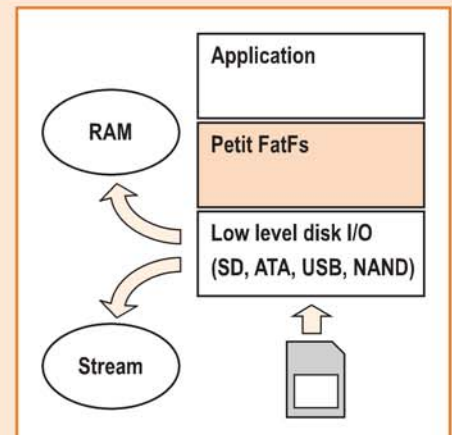 Application
RAM
Petit FatFs
Low level disk I/O
(SD, ATA, USB, NAND)
Stream